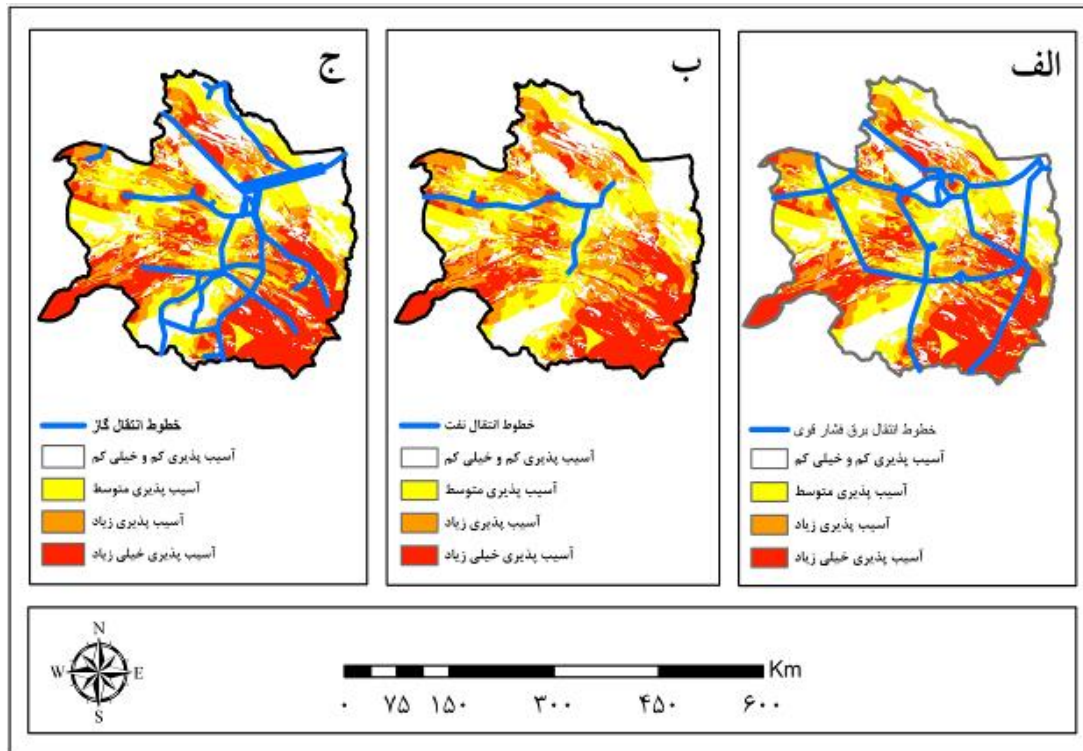 الف
خطوط انتقال برق فشار قوی
آسیب پذیری کم و خیلی کم
آسیب پذیری متوسط
آسیب پذیری زیاد
آسیب پذیری خیلی زیاد
ب
خطوط انتقال نفت
آسیب پذیری کم و خیلی کم
آسیب پذیری متوسط
آسیب پذیری زیاد
آسیب پذیری خیلی زیاد
ج
خطوط انتقال گاز
آسیب پذیری کم و خیلی کم
آسیب پذیری متوسط
آسیب پذیری زیاد
آسیب پذیری خیلی زیاد
N
W E
S
Km
۰ ۷۵ ۱۵۰ ۳۰۰ ۴۵۰ ۶۰۰